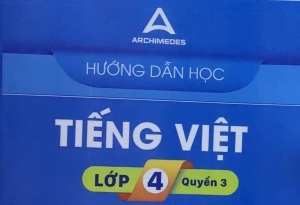 ARCHIMEDES
HƯỚNG DẪN HỌC
TIẾNG VIỆT
LỚP 4 Quyển 3